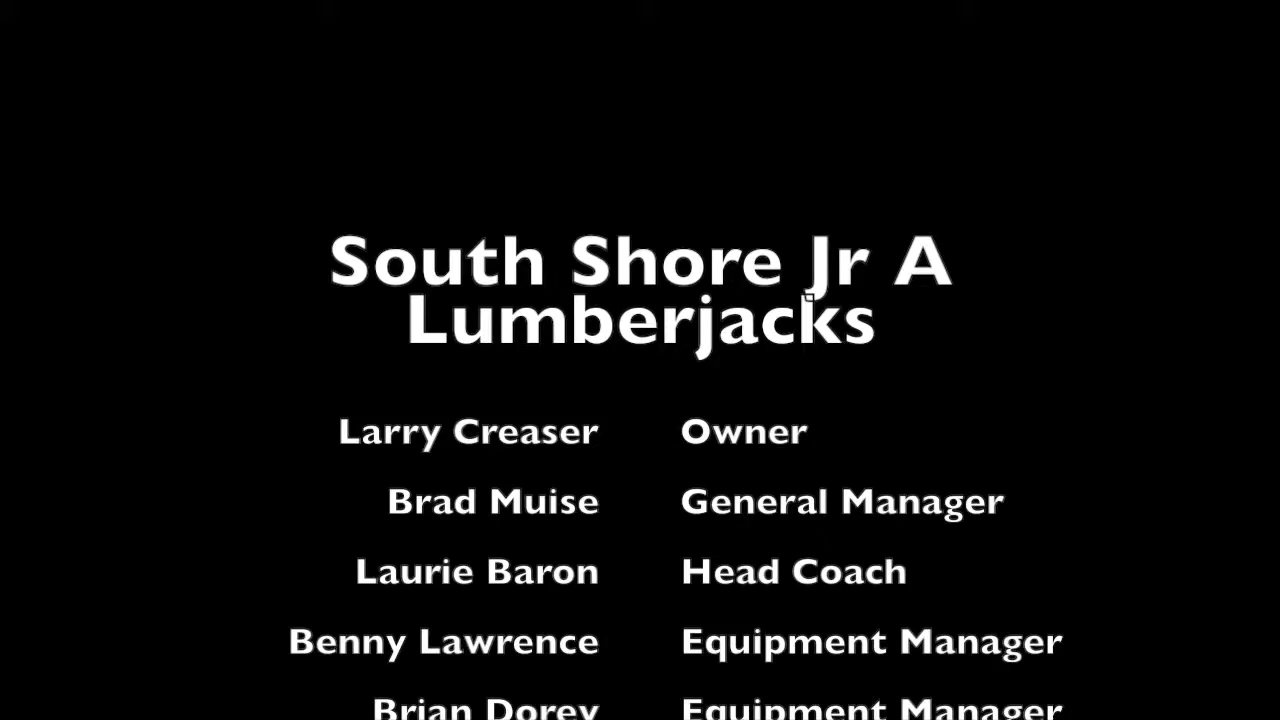 South Shore Jr A
Lumberjacks
Larry Creaser Owner
Brad Muise General Manager
Laurie Baron Head Coach
Benny Lawrence Equipment Manager
Brian Dorey Equipment Manager